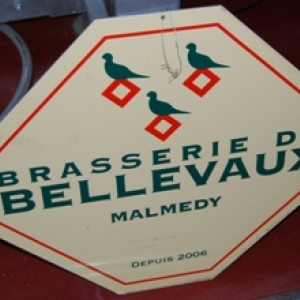 BRASSERIE D
BELLEVAUX
MALMEDY
DEPUIS 2006